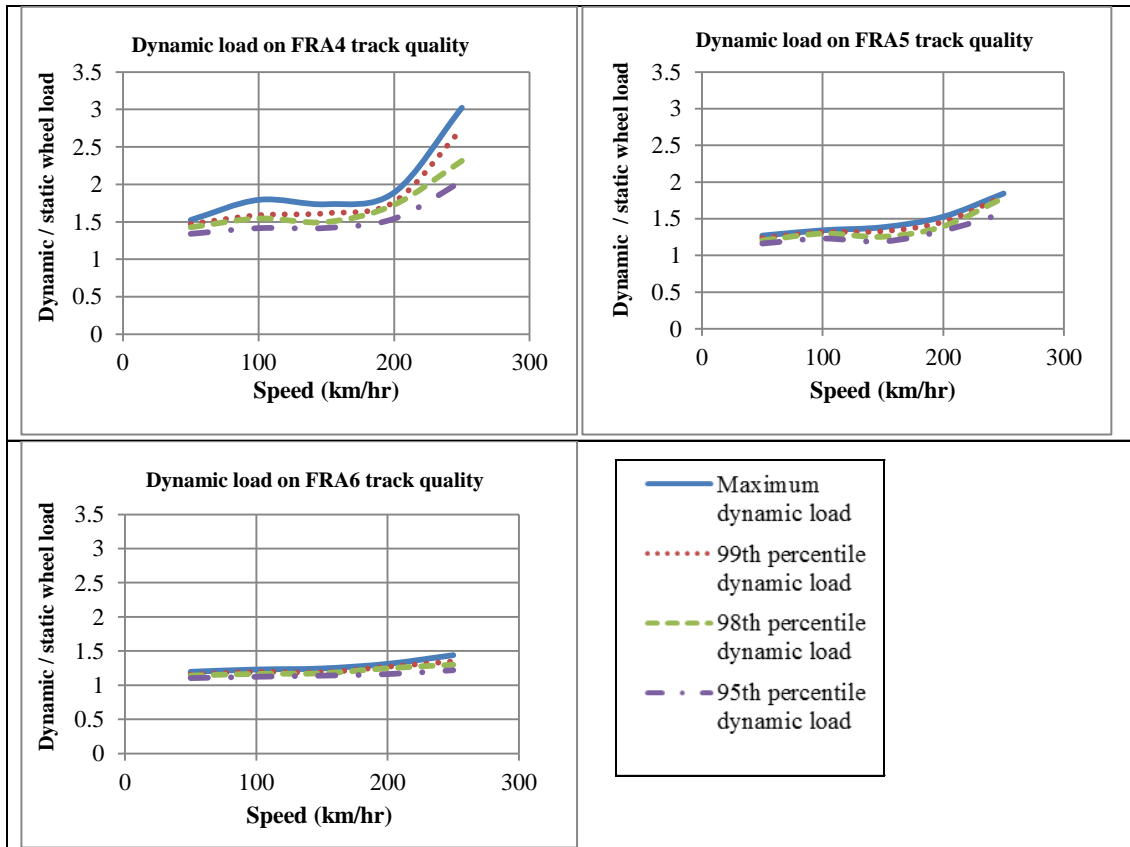 Dynamic load on FRA4 track quality
Dynamic / static wheel load
3.5
3
2.5
2
1.5
1
0.5
0
0 100 200 300
Speed (km/hr)
Dynamic load on FRA5 track quality
Dynamic / static wheel load
3.5
3
2.5
2
1.5
1
0.5
0
0 100 200 300
Speed (km/hr)
Dynamic load on FRA6 track quality
Dynamic / static wheel load
3.5
3
2.5
2
1.5
1
0.5
0
0 100 200 300
Speed (km/hr)
Maximum
dynamic load
99th percentile
dynamic load
98th percentile
dynamic load
95th percentile
dynamic load